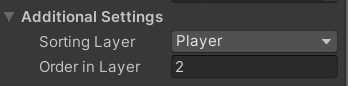 Additional Settings
Sorting Layer Player
Order in Layer 2